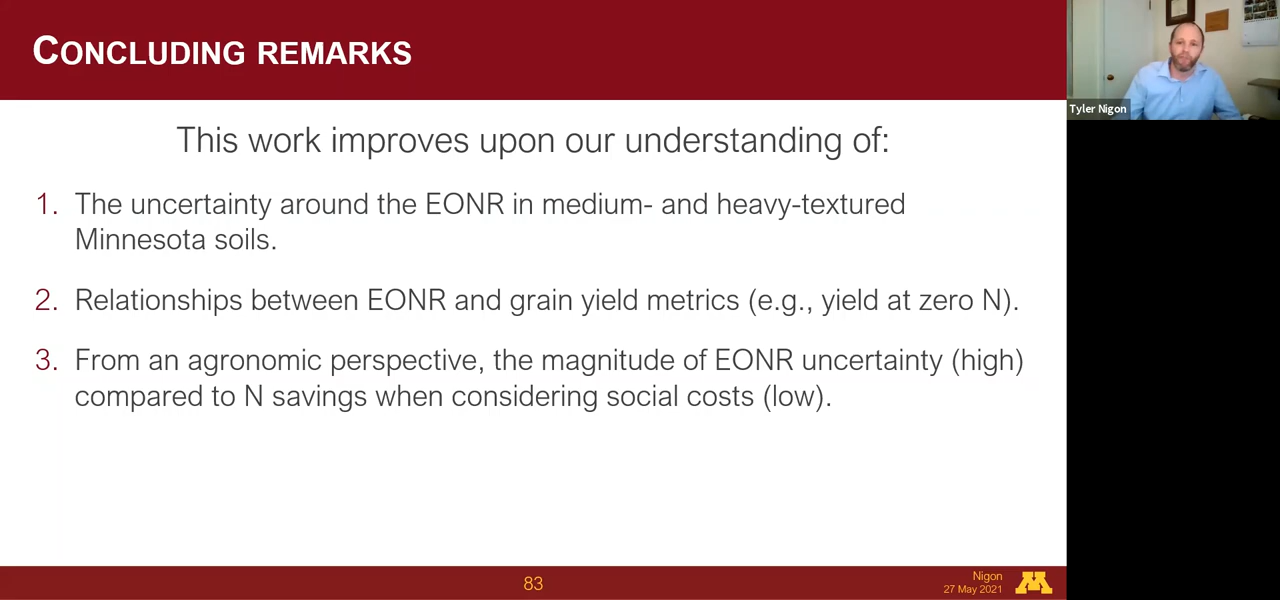 CONCLUDING REMARKS
Tyler Nigon
This work improves upon our understanding of:
1. The uncertainty around the EONR in medium- and heavy-textured
Minnesota soils.
2. Relationships between EONR and grain yield metrics (e.g., yield at zero N).
3. From an agronomic perspective, the magnitude of EONR uncertainty (high)
compared to N savings when considering social costs (low).
83
Nigon
27 May 2021
M